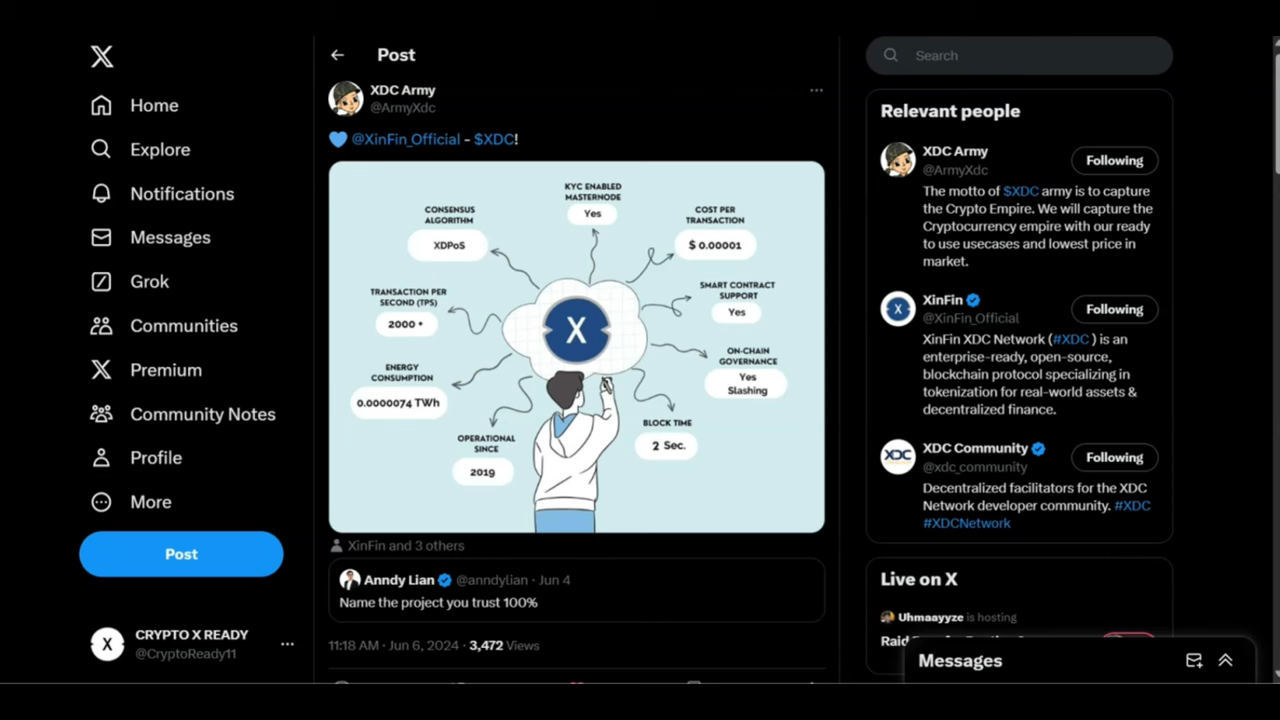 Home
Explore
Notifications
Messages
Grok
Communities
Premium
Community Notes
Profile
More
Post
CRYPTO X READY
@CryptoReady11
Post
XDC Army
@ArmyXdc
@XinFin_Official - $XDC!
KYC ENABLED
MASTERNODE
Yes
CONSENSUS
ALGORITHM
XDPoS
COST PER
TRANSACTION
$ 0.00001
TRANSACTION PER
SECOND (TPS)
2000 +
SMART CONTRACT
SUPPORT
Yes
X
ENERGY
CONSUMPTION
0.0000074 TWh
ON-CHAIN
GOVERNANCE
Yes
Slashing
OPERATIONAL
SINCE
2019
BLOCK TIME
2 Sec.
XinFin and 3 others
Anndy Lian @anndylian · Jun 4
Name the project you trust 100%
11:18 AM · Jun 6, 2024 · 3,472 Views
Search
Relevant people
XDC Army
@ArmyXdc
Following
The motto of $XDC army is to capture
the Crypto Empire. We will capture the
Cryptocurrency empire with our ready
to use usecases and lowest price in
market.
XinFin
@XinFin_Official
Following
XinFin XDC Network (#XDC ) is an
enterprise-ready, open-source,
blockchain protocol specializing in
tokenization for real-world assets &
decentralized finance.
XDC
XDC Community
@xdc_community
Following
Decentralized facilitators for the XDC
Network developer community. #XDC
#XDCNetwork
Live on X
Uhmaayyze is hosting
Messages